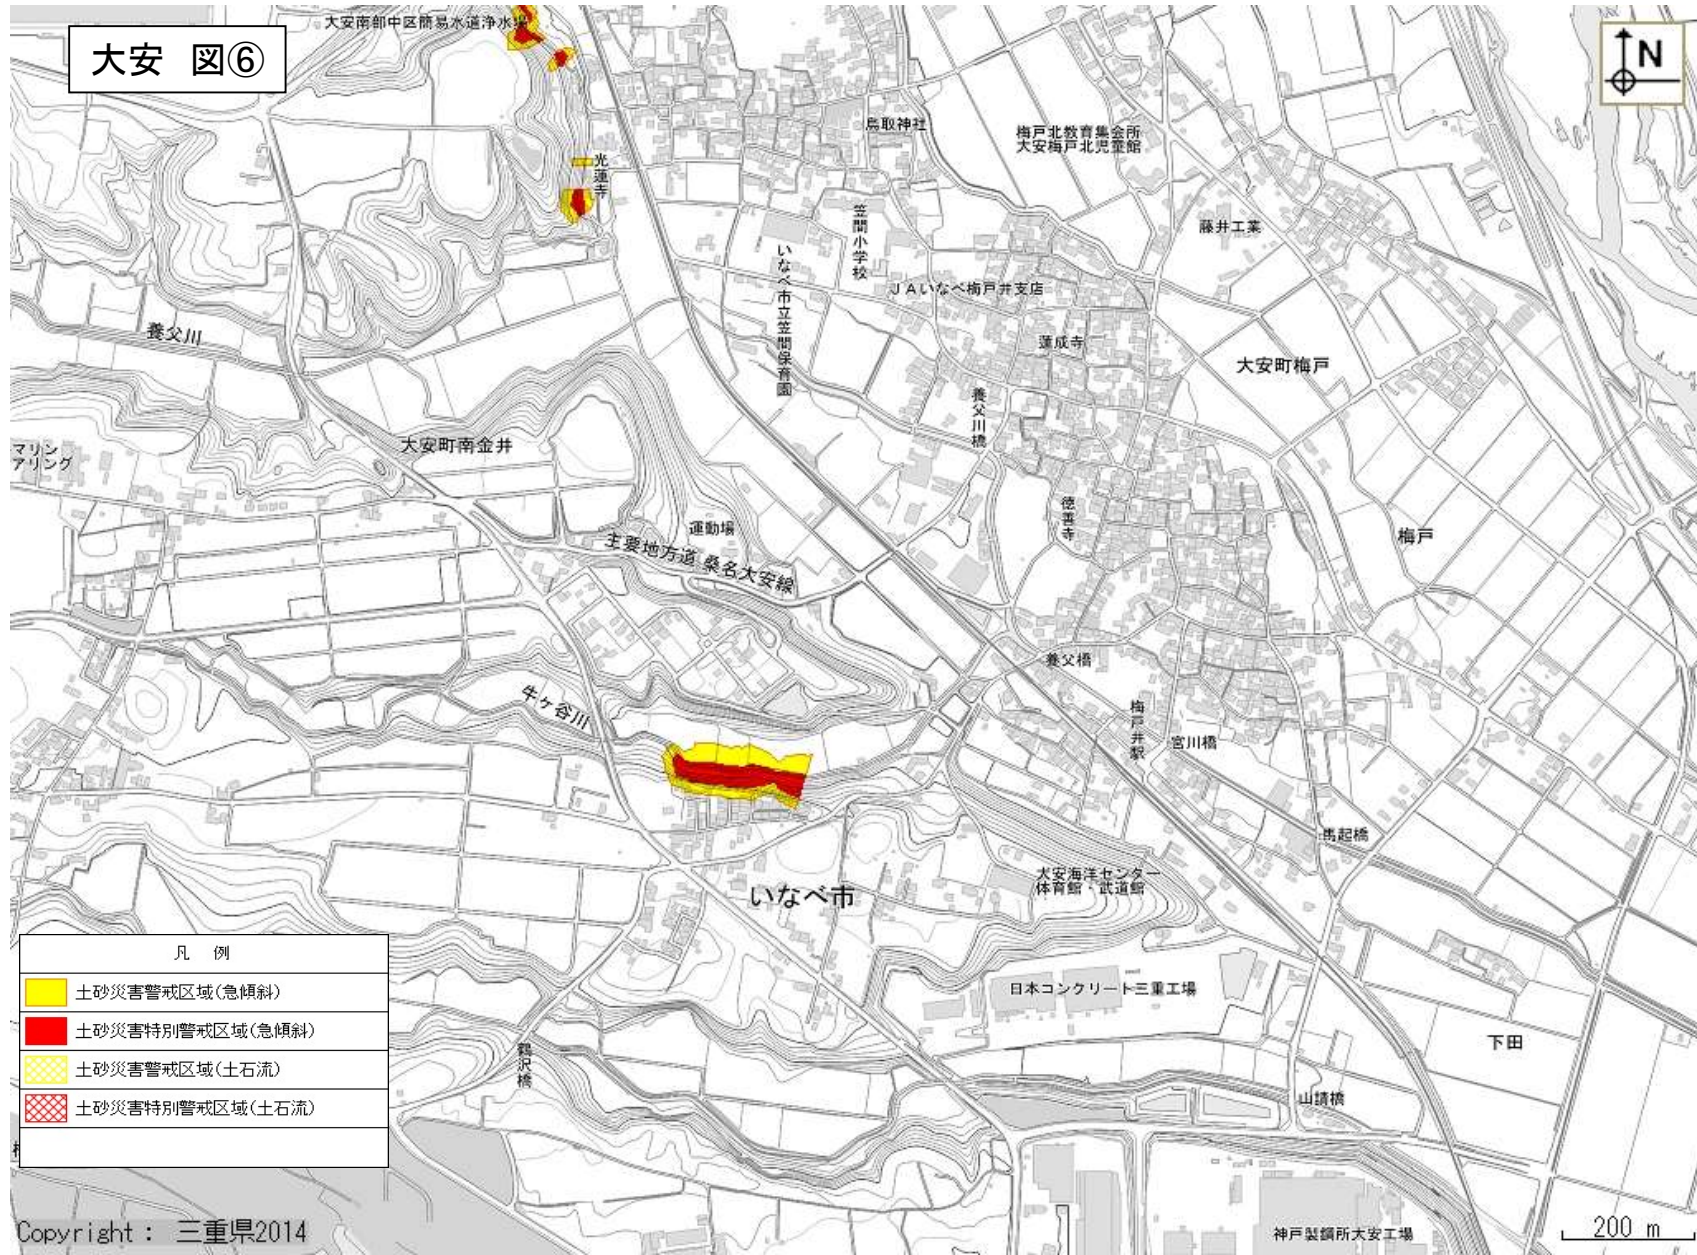 大安南部中区簡易水道浄水場
大安 図⑥
N
鳥取神社
梅戸北教育集会所
大安梅戸北児童館
光蓮寺
笠間小学校
藤井工業
いなべ市立笠間保育園
JAいなべ梅戸井支店
養父川
蓮成寺
大安町梅戸
養父川橋
大安町南金井
マリン
アリング
徳善寺
運動場
梅戸
主要地方道 桑名大安線
養父橋
牛ヶ谷川
梅戸井駅
宮川橋
馬起橋
大安海洋センター
体育館・武道館
いなべ市
凡 例
土砂災害警戒区域(急傾斜)
土砂災害特別警戒区域(急傾斜)
土砂災害警戒区域(土石流)
土砂災害特別警戒区域(土石流)
日本コンクリート三重工場
下田
鶴沢橋
山請橋
神戸製鋼所大安工場
200 m
Copyright : 三重県2014